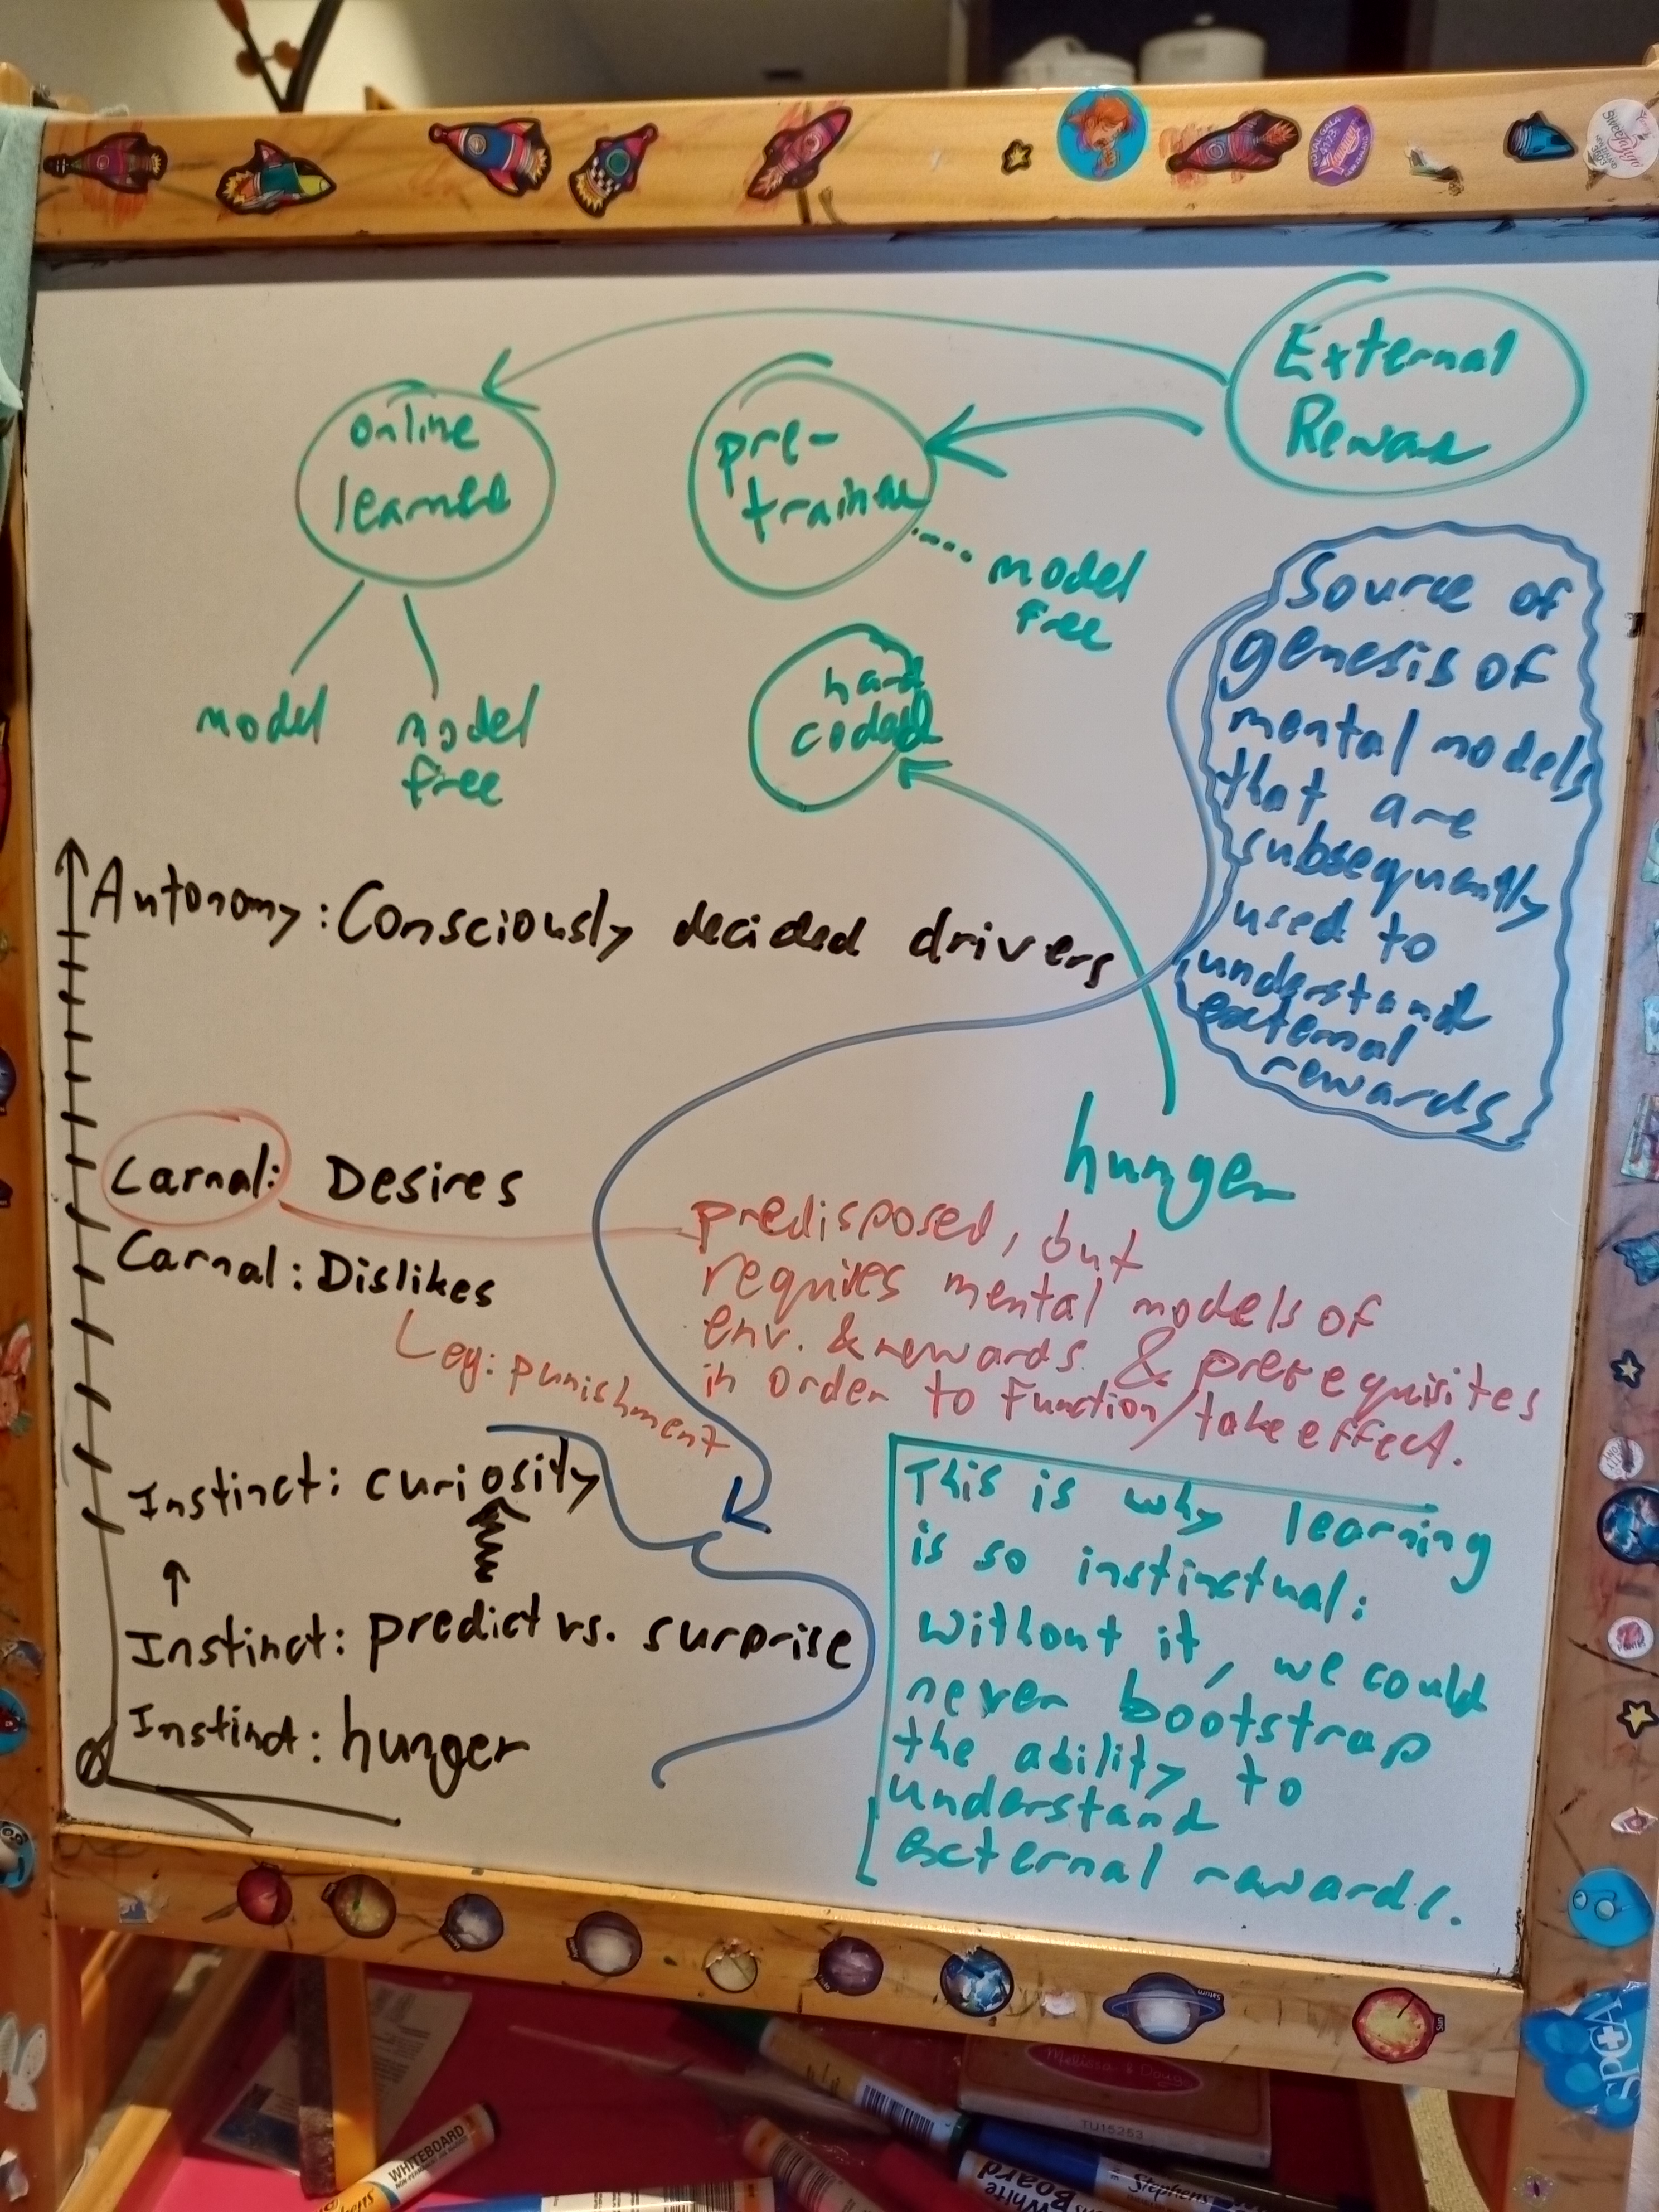 External
Reward
online
learned
pre-
trained
model
free
model
model
free
hard
coded
Source of
genesis of
mental models
that are
subsequently
used to
understand
external
rewards
Autonomy: Consciously decided drivers
hunger
Carnal: Desires
Carnal: Dislikes
predisposed, but
requires mental models of
env. & rewards & prerequisites
in order to function/take effect.
eg: punishment
Instinct: curiosity
Instinct: predict vs. surprise
Instinct: hunger
This is why learning
is so instinctual:
without it, we could
never bootstrap
the ability to
understand
external rewards.
Saturn
Sun
SPCA
Melissa & Doug
TU15253
WHITEBOARD
White
board
Stephens